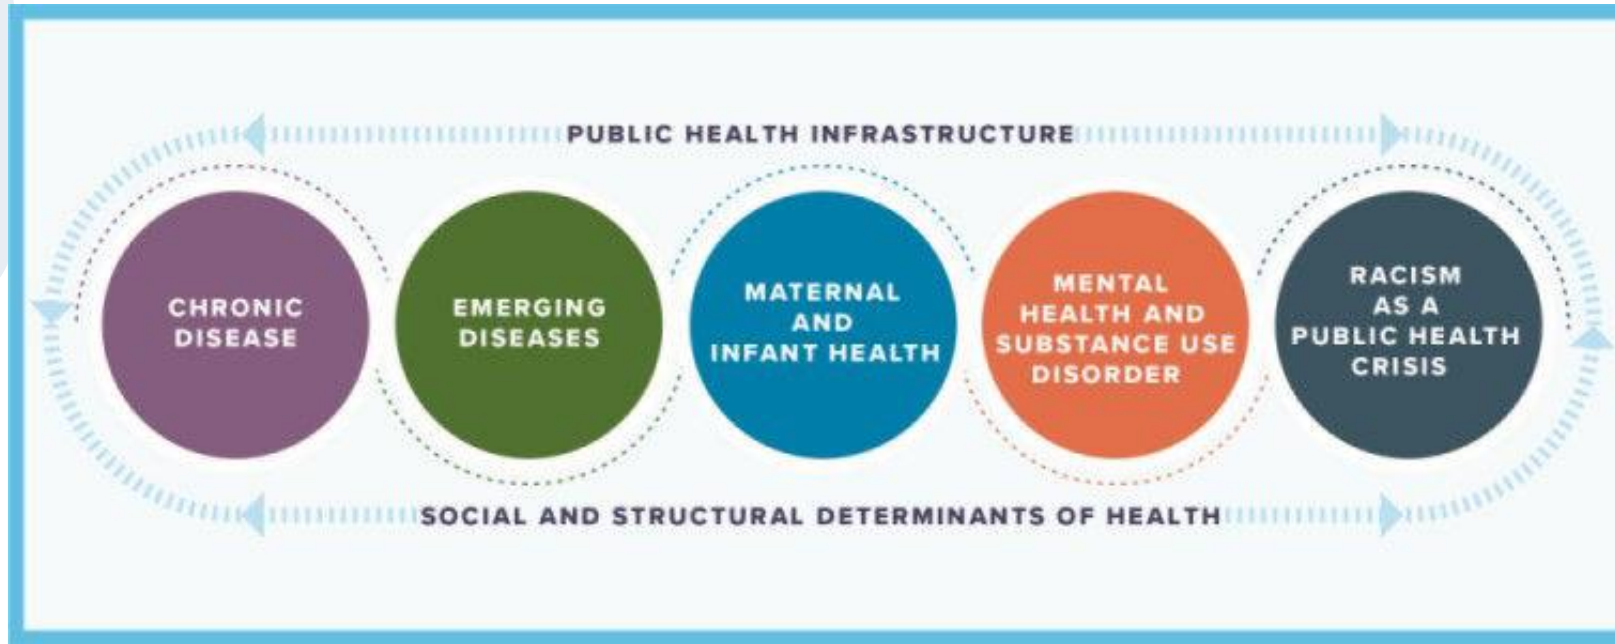 PUBLIC HEALTH INFRASTRUCTURE
CHRONIC
DISEASE
EMERGING
DISEASES
MATERNAL
AND
INFANT HEALTH
MENTAL
HEALTH AND
SUBSTANCE USE
DISORDER
RACISM
AS A
PUBLIC HEALTH
CRISIS
SOCIAL AND STRUCTURAL DETERMINANTS OF HEALTH